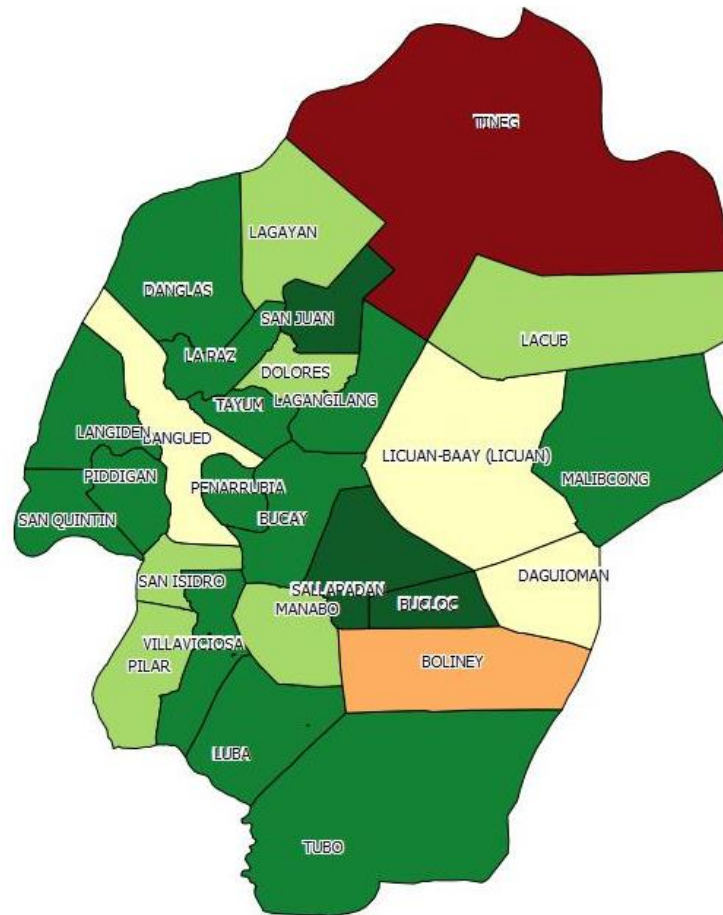 TINEG
LAGAYAN
DANGLAS
SAN JUAN
LACUB
LA PAZ
DOLORES
LAGANGILANG
TAYUM
LANGIDEN
BANGUED
LICUAN-BAAY (LICUAN)
PIDDIGAN
PENARRUBIA
MALIBCONG
SAN QUINTIN
BUCAY
SAN ISIDRO
SALLAPADAN
DAGUIOMAN
MANABO
BUCLOC
VILLAVICIOSA
PILAR
BOLINEY
LUBA
TUBO